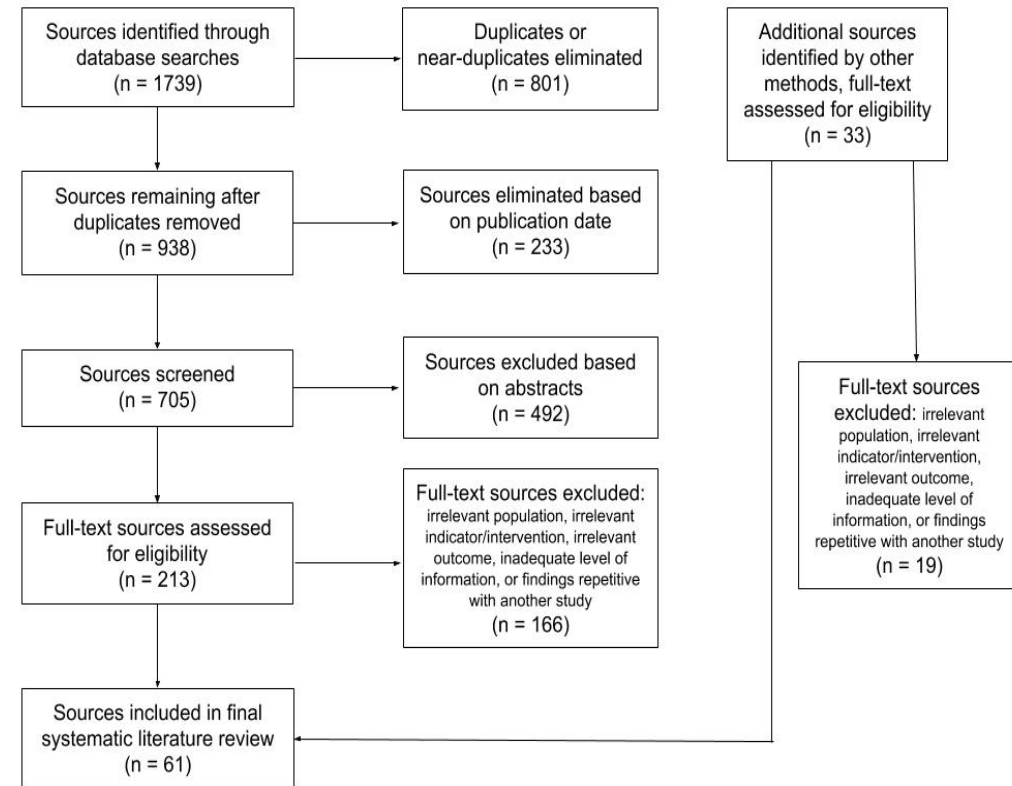 Sources identified through
database searches
(n = 1739)
Duplicates or
near-duplicates eliminated
(n = 801)
Additional sources
identified by other
methods, full-text
assessed for eligibility
(n = 33)
Sources remaining after
duplicates removed
(n = 938)
Sources eliminated based
on publication date
(n = 233)
Sources screened
(n = 705)
Sources excluded based
on abstracts
(n = 492)
Full-text sources
excluded: irrelevant
population, irrelevant
indicator/intervention,
irrelevant outcome,
inadequate level of
information, or findings
repetitive with another study
(n = 19)
Full-text sources assessed
for eligibility
(n = 213)
Full-text sources excluded:
irrelevant population, irrelevant
indicator/intervention, irrelevant
outcome, inadequate level of
information, or findings repetitive
with another study
(n = 166)
Sources included in final
systematic literature review
(n = 61)